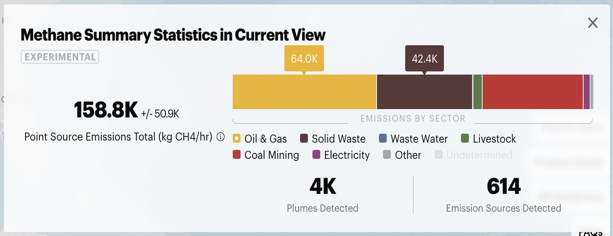 Methane Summary Statistics in Current View
EXPERIMENTAL
64.0K
42.4K
158.8K +/- 50.9K
Point Source Emissions Total (kg CH4/hr)
EMISSIONS BY SECTOR
Oil & Gas
Solid Waste
Waste Water
Livestock
Coal Mining
Electricity
Other
Undetermined
4K
Plumes Detected
614
Emission Sources Detected